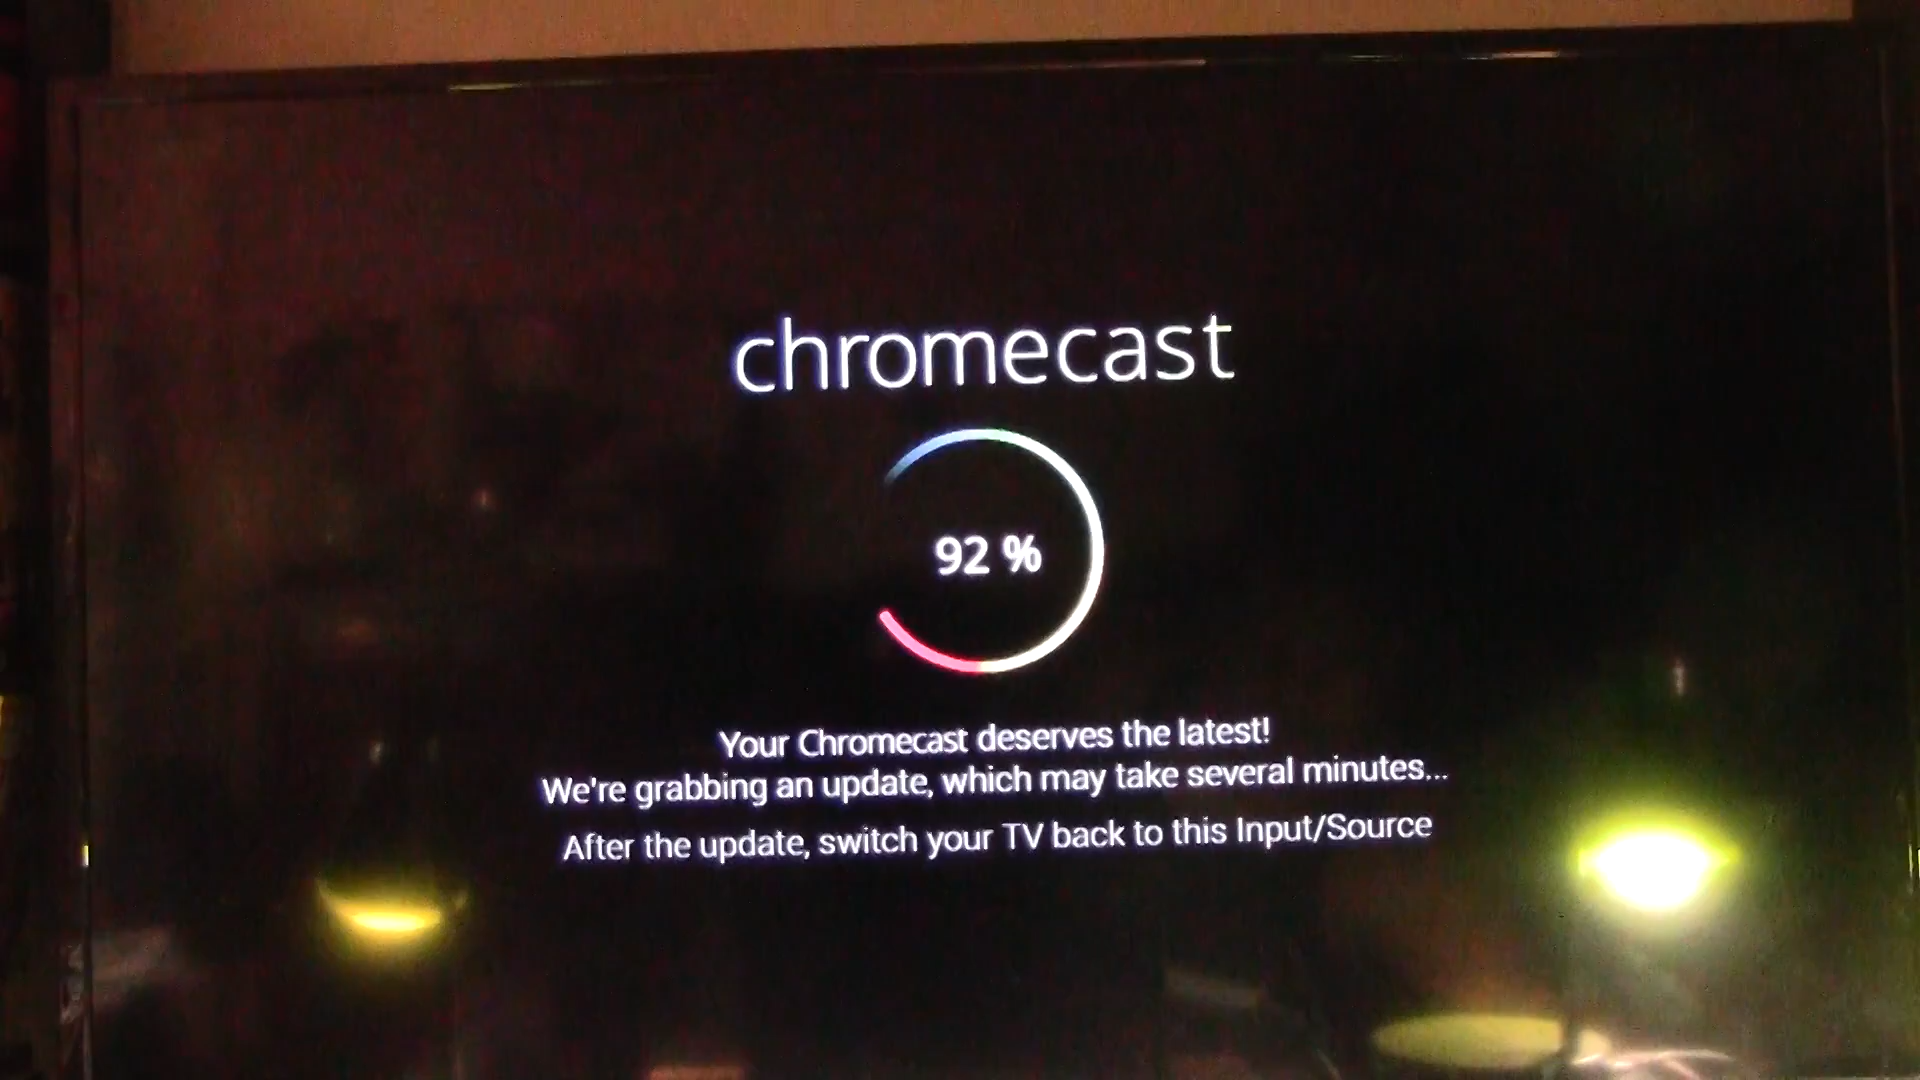 chromecast
92 %
Your Chromecast deserves the latest!
We're grabbing an update, which may take several minutes...
After the update, switch your TV back to this Input/Source